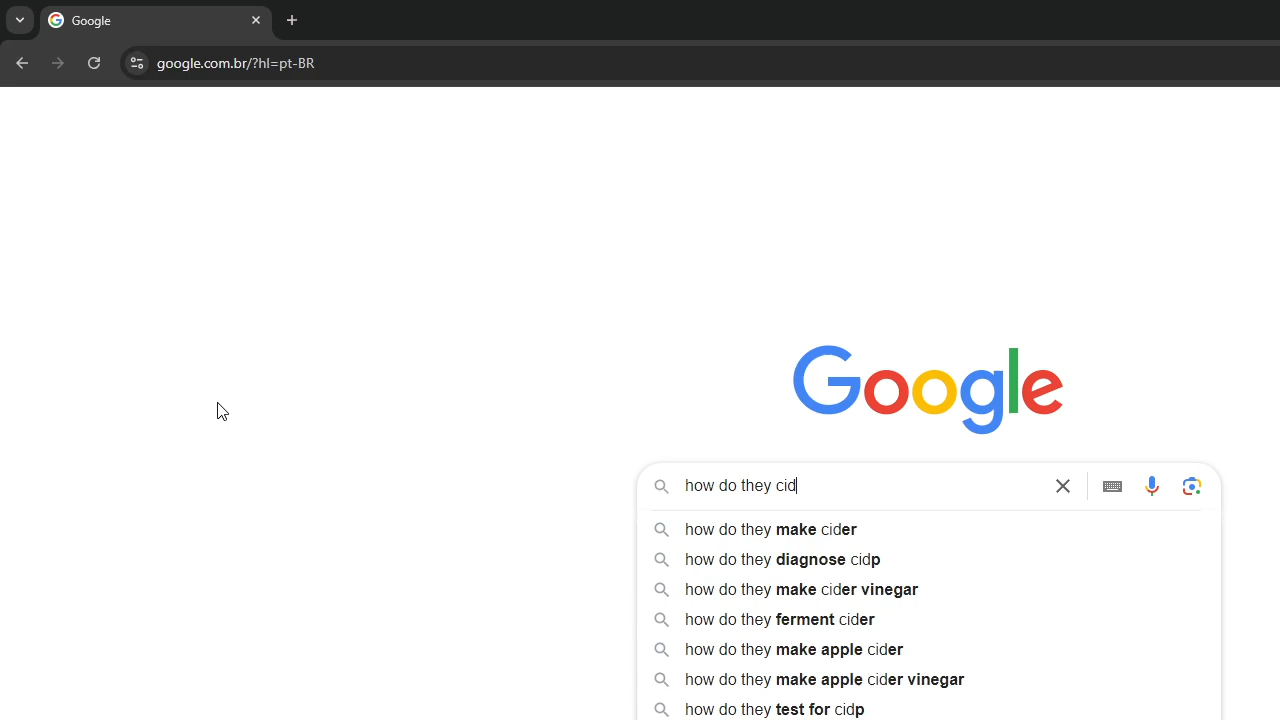 Google
google.com.br/?hl=pt-BR
Google
how do they cid
how do they make cider
how do they diagnose cidp
how do they make cider vinegar
how do they ferment cider
how do they make apple cider
how do they make apple cider vinegar
how do they test for cidp